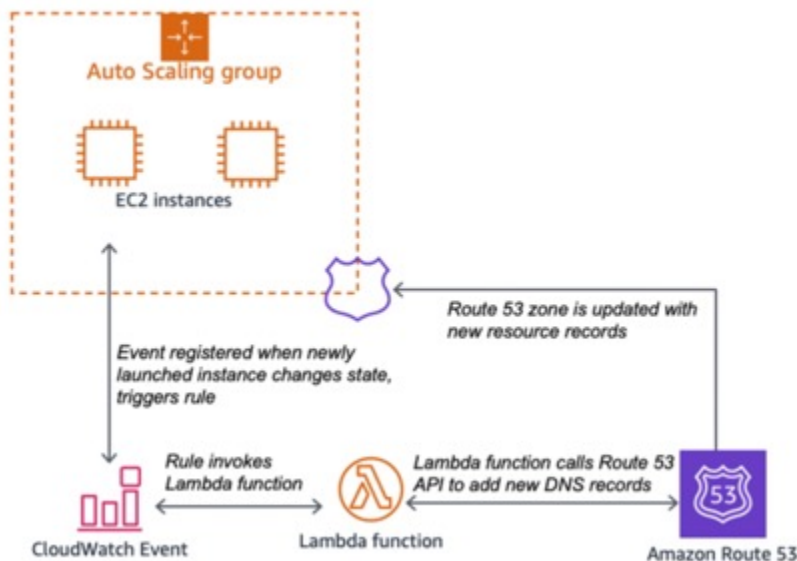 Auto Scaling group
EC2 instances
Route 53 zone is updated with
new resource records
Event registered when newly
launched instance changes state,
triggers rule
Rule invokes
Lambda function
Lambda function calls Route 53
API to add new DNS records
53
CloudWatch Event
Lambda function
Amazon Route 53